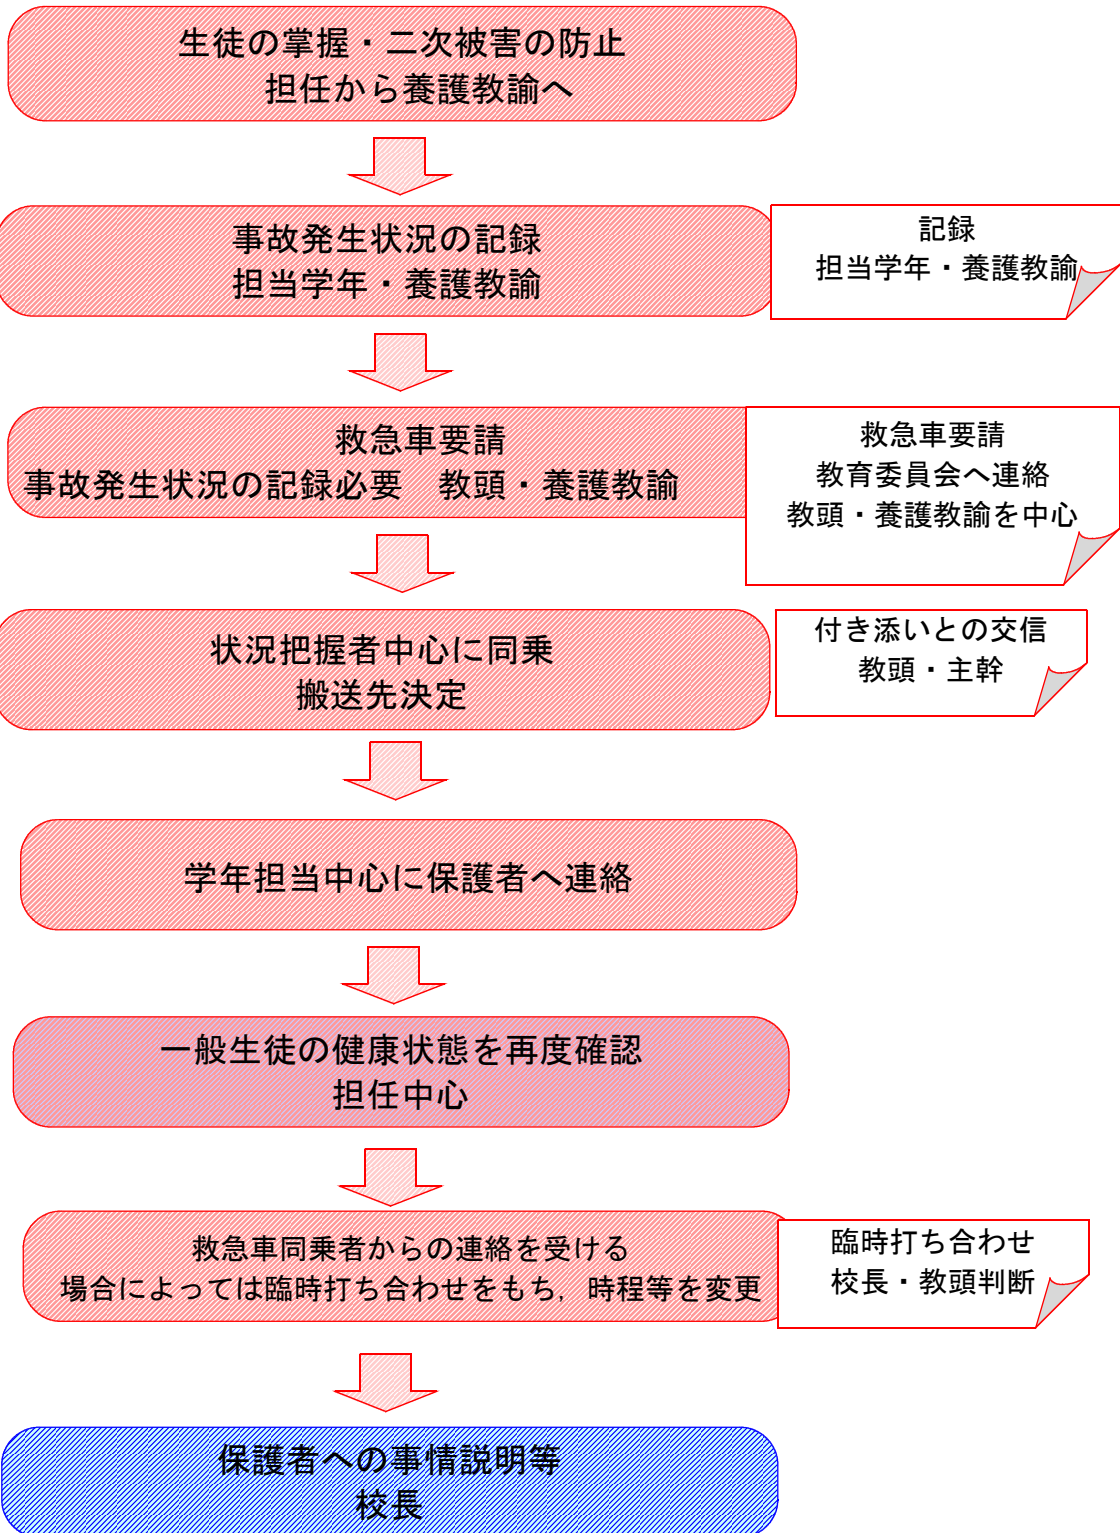 生徒の掌握・二次被害の防止
担任から養護教諭へ
事故発生状況の記録
担当学年・養護教諭
記録
担当学年・養護教諭
救急車要請
事故発生状況の記録必要　教頭・養護教諭
救急車要請
教育委員会へ連絡
教頭・養護教諭を中心
状況把握者中心に同乗
搬送先決定
付き添いとの交信
教頭・主幹
学年担当中心に保護者へ連絡
一般生徒の健康状態を再度確認
担任中心
救急車同乗者からの連絡を受ける
場合によっては臨時打ち合わせをもち，時程等を変更
臨時打ち合わせ
校長・教頭判断
保護者への事情説明等
校長